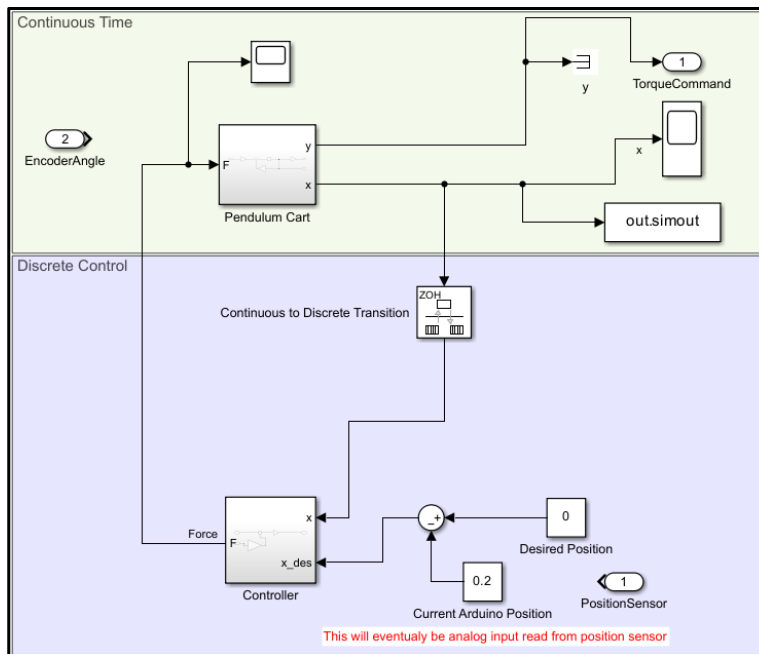 Continuous Time
1
TorqueCommand
y
2
EncoderAngle
F
y
x
Pendulum Cart
x
out.simout
Discrete Control
ZOH
Continuous to Discrete Transition
Force
F
x
x_des
Controller
_+
0
Desired Position
0.2
Current Arduino Position
1
PositionSensor
This will eventualy be analog input read from position sensor